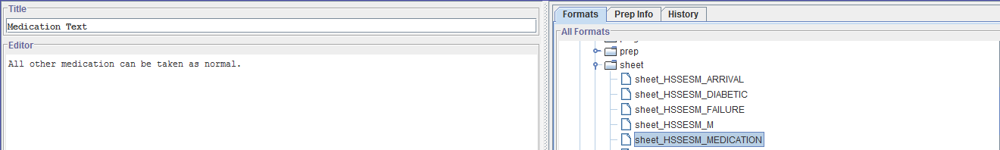 Title
Medication Text
Editor
All other medication can be taken as normal.
Formats
Prep Info
History
All Formats
prep
sheet
sheet_HSSESM_ARRIVAL
sheet_HSSESM_DIABETIC
sheet_HSSESM_FAILURE
sheet_HSSESM_M
sheet_HSSESM_MEDICATION